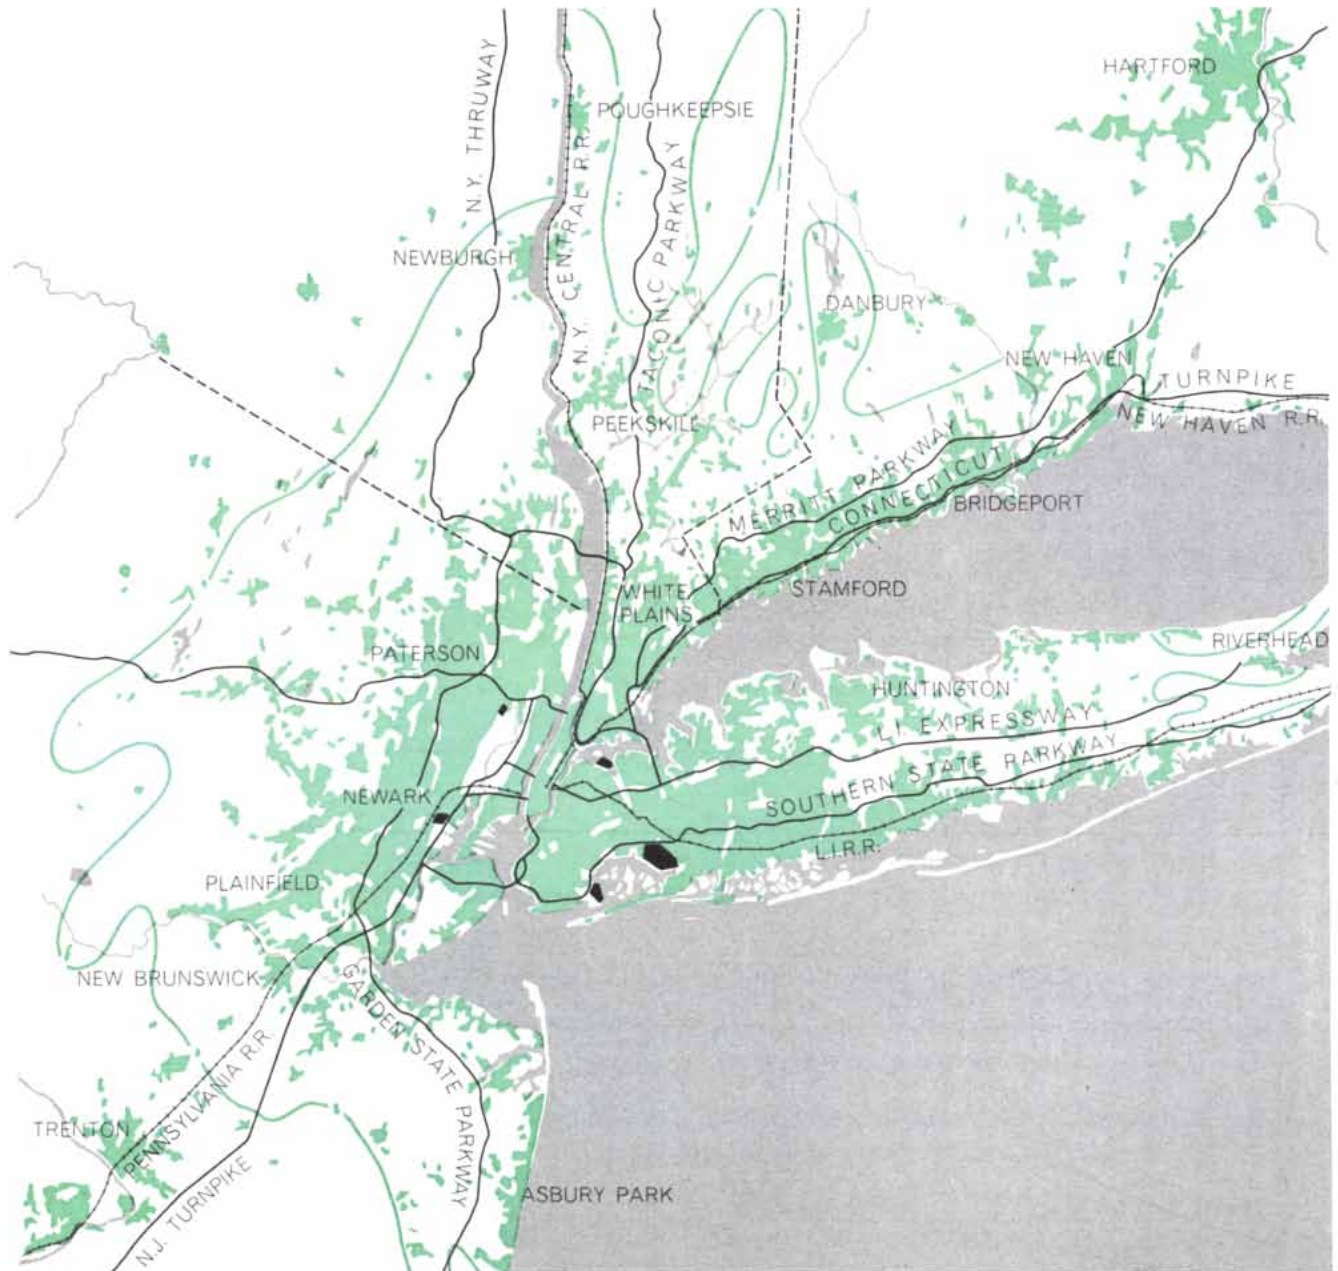 HARTFORD
POUGHKEEPSIE
N.Y. THRUWAY
N.Y. CENTRAL R.R.
TACONIC PARKWAY
NEWBURGH
DANBURY
NEW HAVEN
TURNPIKE
NEW HAVEN R.R.
PEEKSKILL
MERRITT PARKWAY
CONNECTICUT
BRIDGEPORT
STAMFORD
WHITE
PLAINS
RIVERHEAD
PATERSON
HUNTINGTON
L.I. EXPRESSWAY
SOUTHERN STATE PARKWAY
NEWARK
L.I.R.R.
PLAINFIELD
NEW BRUNSWICK
GARDEN STATE PARKWAY
PENNSYLVANIA R.R.
TRENTON
N.J. TURNPIKE
ASBURY PARK